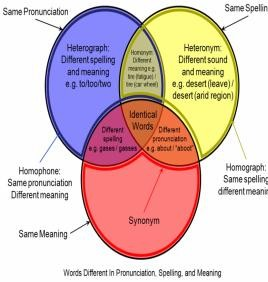 Same Pronunciation
Same Spellin
Heterograph:
Different spelling
and meaning
e.g. to/too/two
Homonym:
Different
meaning e.g.
tire (fatigue) /
tire (car wheel)
Heteronym:
Different sound
and meaning
e.g. desert (leave) /
desert (arid region)
Different
spelling
e.g. gases / gasses
Identical
Words
Different
pronunciation
e.g. about / "aboot"
Homophone:
Same pronunciation
Different meaning
Homograph:
Same spelling
different meanin
Synonym
Same Meaning
Words Different in Pronunciation, Spelling, and Meaning